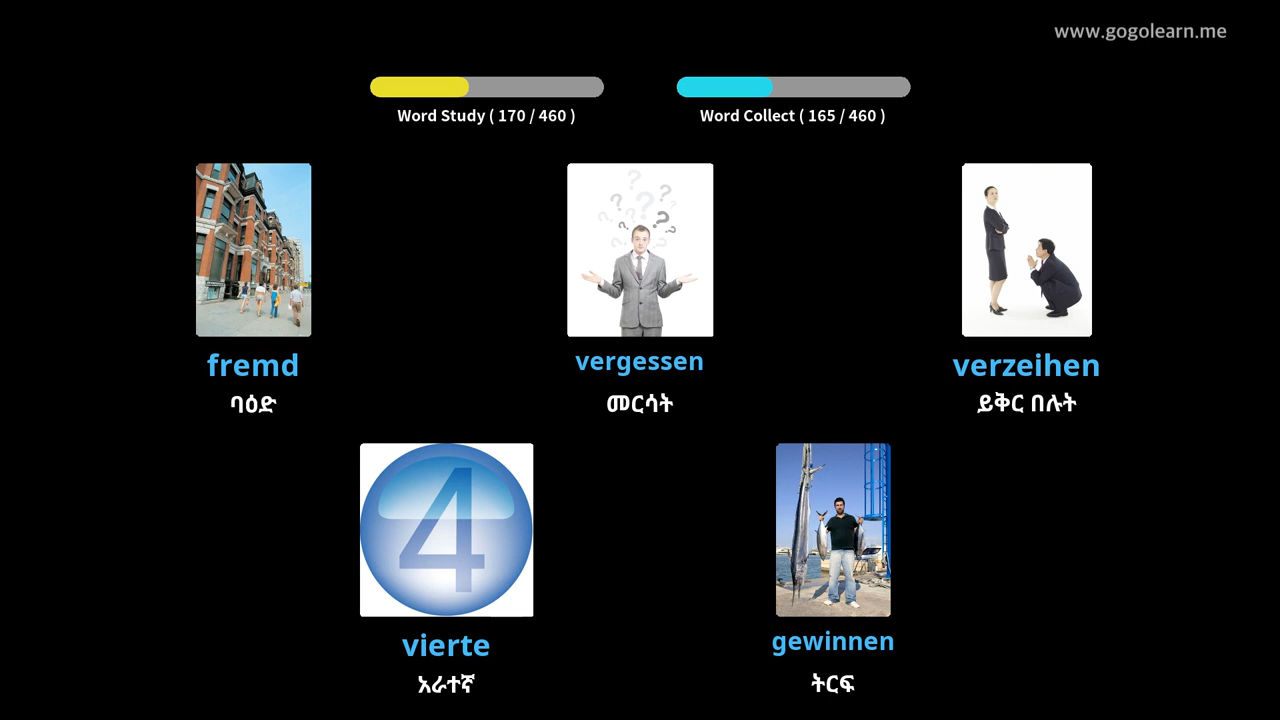 www.gogolearn.me
Word Study ( 170 / 460 )
Word Collect ( 165 / 460 )
fremd
ባዕድ
vergessen
መርሳት
verzeihen
ይቅር በሉት
4
vierte
አራተኛ
gewinnen
ትርፍ